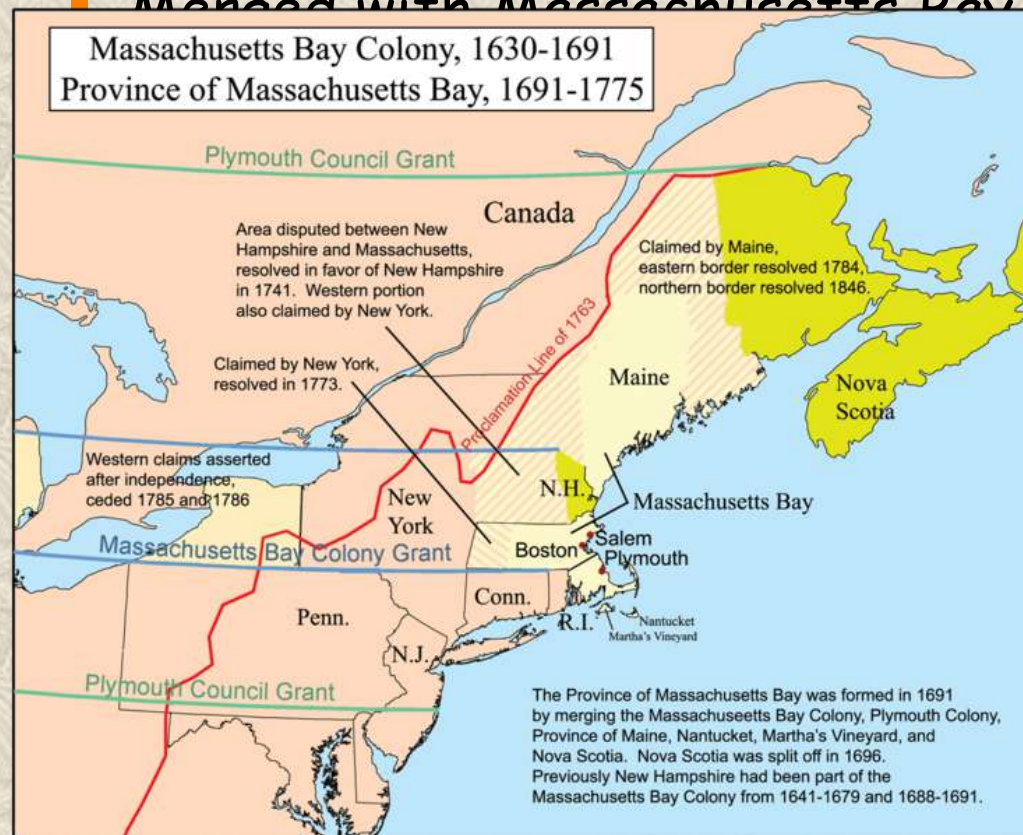 Merged with Massachusetts Bay
Massachusetts Bay Colony, 1630-1691
Province of Massachusetts Bay, 1691-1775
Plymouth Council Grant
Canada
Area disputed between New
Hampshire and Massachusetts,
resolved in favor of New Hampshire
in 1741. Western portion
also claimed by New York.
Claimed by Maine,
eastern border resolved 1784,
northern border resolved 1846.
Proclamation Line of 1763
Claimed by New York,
resolved in 1773.
Maine
Nova
Scotia
Western claims asserted
after independence,
ceded 1785 and 1786
New
York
N.H.
Massachusetts Bay
Massachusetts Bay Colony Grant
Boston
Salem
Plymouth
Conn.
R.I.
Nantucket
Martha's Vineyard
Penn.
N.J.
Plymouth Council Grant
The Province of Massachusetts Bay was formed in 1691
by merging the Massachuseetts Bay Colony, Plymouth Colony,
Province of Maine, Nantucket, Martha's Vineyard, and
Nova Scotia. Nova Scotia was split off in 1696.
Previously New Hampshire had been part of the
Massachusetts Bay Colony from 1641-1679 and 1688-1691.